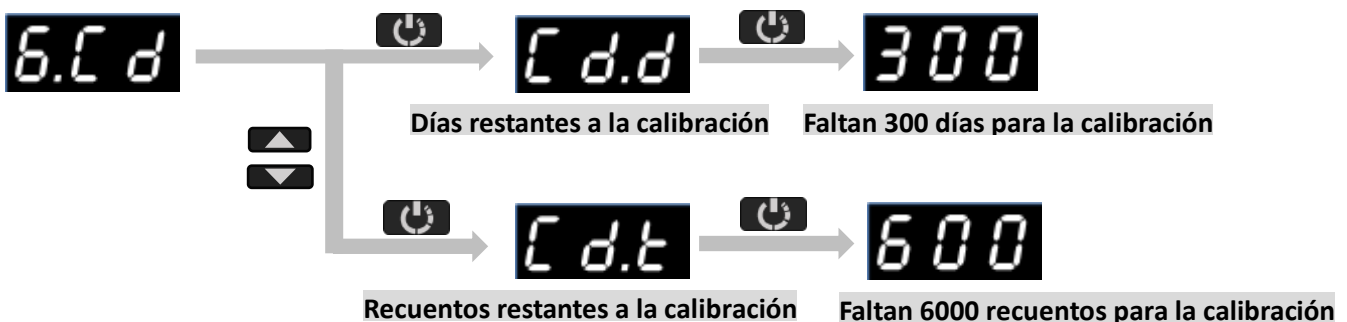 6.Cd
Cd.d
300
Días restantes a la calibración
Faltan 300 días para la calibración
Cd.t
600
Recuentos restantes a la calibración
Faltan 6000 recuentos para la calibración